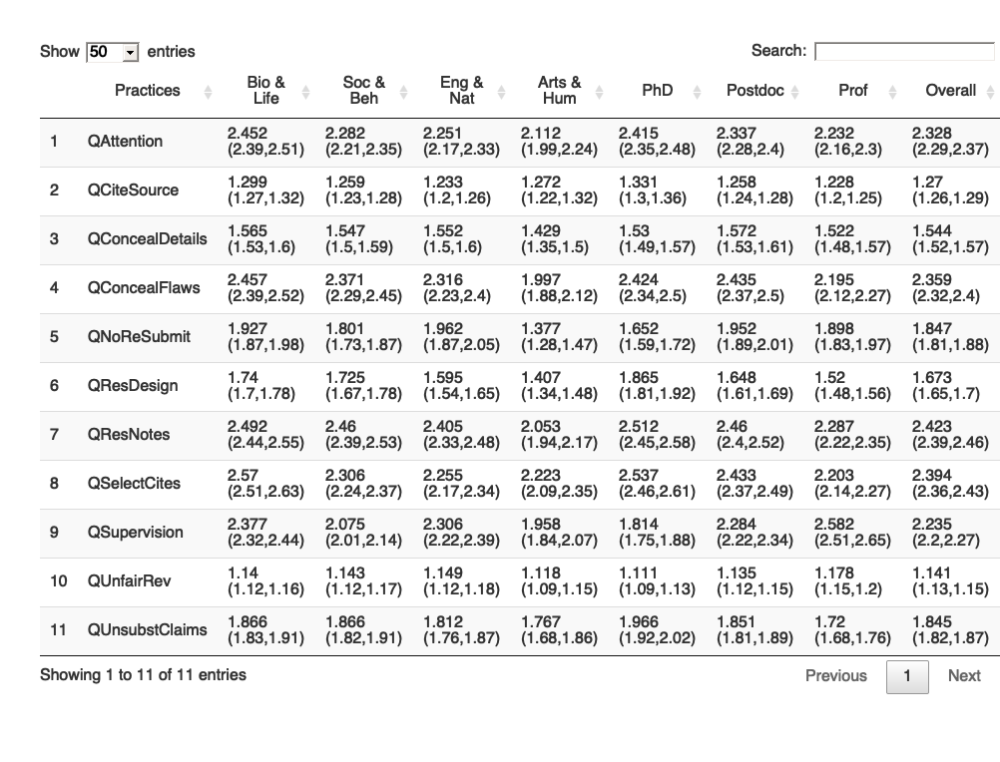 Show 50 entries Search:
Practices Bio & Life Soc & Beh Eng & Nat Arts & Hum PhD Postdoc Prof Overall
1 QAttention 2.452 2.282 2.251 2.112 2.415 2.337 2.232 2.328
(2.39,2.51) (2.21,2.35) (2.17,2.33) (1.99,2.24) (2.35,2.48) (2.28,2.4) (2.16,2.3) (2.29,2.37)
2 QCiteSource 1.299 1.259 1.233 1.272 1.331 1.258 1.228 1.27
(1.27,1.32) (1.23,1.28) (1.2,1.26) (1.22,1.32) (1.3,1.36) (1.24,1.28) (1.2,1.25) (1.26,1.29)
3 QConcealDetails 1.565 1.547 1.552 1.429 1.53 1.572 1.522 1.544
(1.53,1.6) (1.5,1.59) (1.5,1.6) (1.35,1.5) (1.49,1.57) (1.53,1.61) (1.48,1.57) (1.52,1.57)
4 QConcealFlaws 2.457 2.371 2.316 1.997 2.424 2.435 2.195 2.359
(2.39,2.52) (2.29,2.45) (2.23,2.4) (1.88,2.12) (2.34,2.5) (2.37,2.5) (2.12,2.27) (2.32,2.4)
5 QNoReSubmit 1.927 1.801 1.962 1.377 1.652 1.952 1.898 1.847
(1.87,1.98) (1.73,1.87) (1.87,2.05) (1.28,1.47) (1.59,1.72) (1.89,2.01) (1.83,1.97) (1.81,1.88)
6 QResDesign 1.74 1.725 1.595 1.407 1.865 1.648 1.52 1.673
(1.7,1.78) (1.67,1.78) (1.54,1.65) (1.34,1.48) (1.81,1.92) (1.61,1.69) (1.48,1.56) (1.65,1.7)
7 QResNotes 2.492 2.46 2.405 2.053 2.512 2.46 2.287 2.423
(2.44,2.55) (2.39,2.53) (2.33,2.48) (1.94,2.17) (2.45,2.58) (2.4,2.52) (2.22,2.35) (2.39,2.46)
8 QSelectCites 2.57 2.306 2.255 2.223 2.537 2.433 2.203 2.394
(2.51,2.63) (2.24,2.37) (2.17,2.34) (2.09,2.35) (2.46,2.61) (2.37,2.49) (2.14,2.27) (2.36,2.43)
9 QSupervision 2.377 2.075 2.306 1.958 1.814 2.284 2.582 2.235
(2.32,2.44) (2.01,2.14) (2.22,2.39) (1.84,2.07) (1.75,1.88) (2.22,2.34) (2.51,2.65) (2.2,2.27)
10 QUnfairRev 1.14 1.143 1.149 1.118 1.111 1.135 1.178 1.141
(1.12,1.16) (1.12,1.17) (1.12,1.18) (1.09,1.15) (1.09,1.13) (1.12,1.15) (1.15,1.2) (1.13,1.15)
11 QUnsubstClaims 1.866 1.866 1.812 1.767 1.966 1.851 1.72 1.845
(1.83,1.91) (1.82,1.91) (1.76,1.87) (1.68,1.86) (1.92,2.02) (1.81,1.89) (1.68,1.76) (1.82,1.87)
Showing 1 to 11 of 11 entries Previous 1 Next